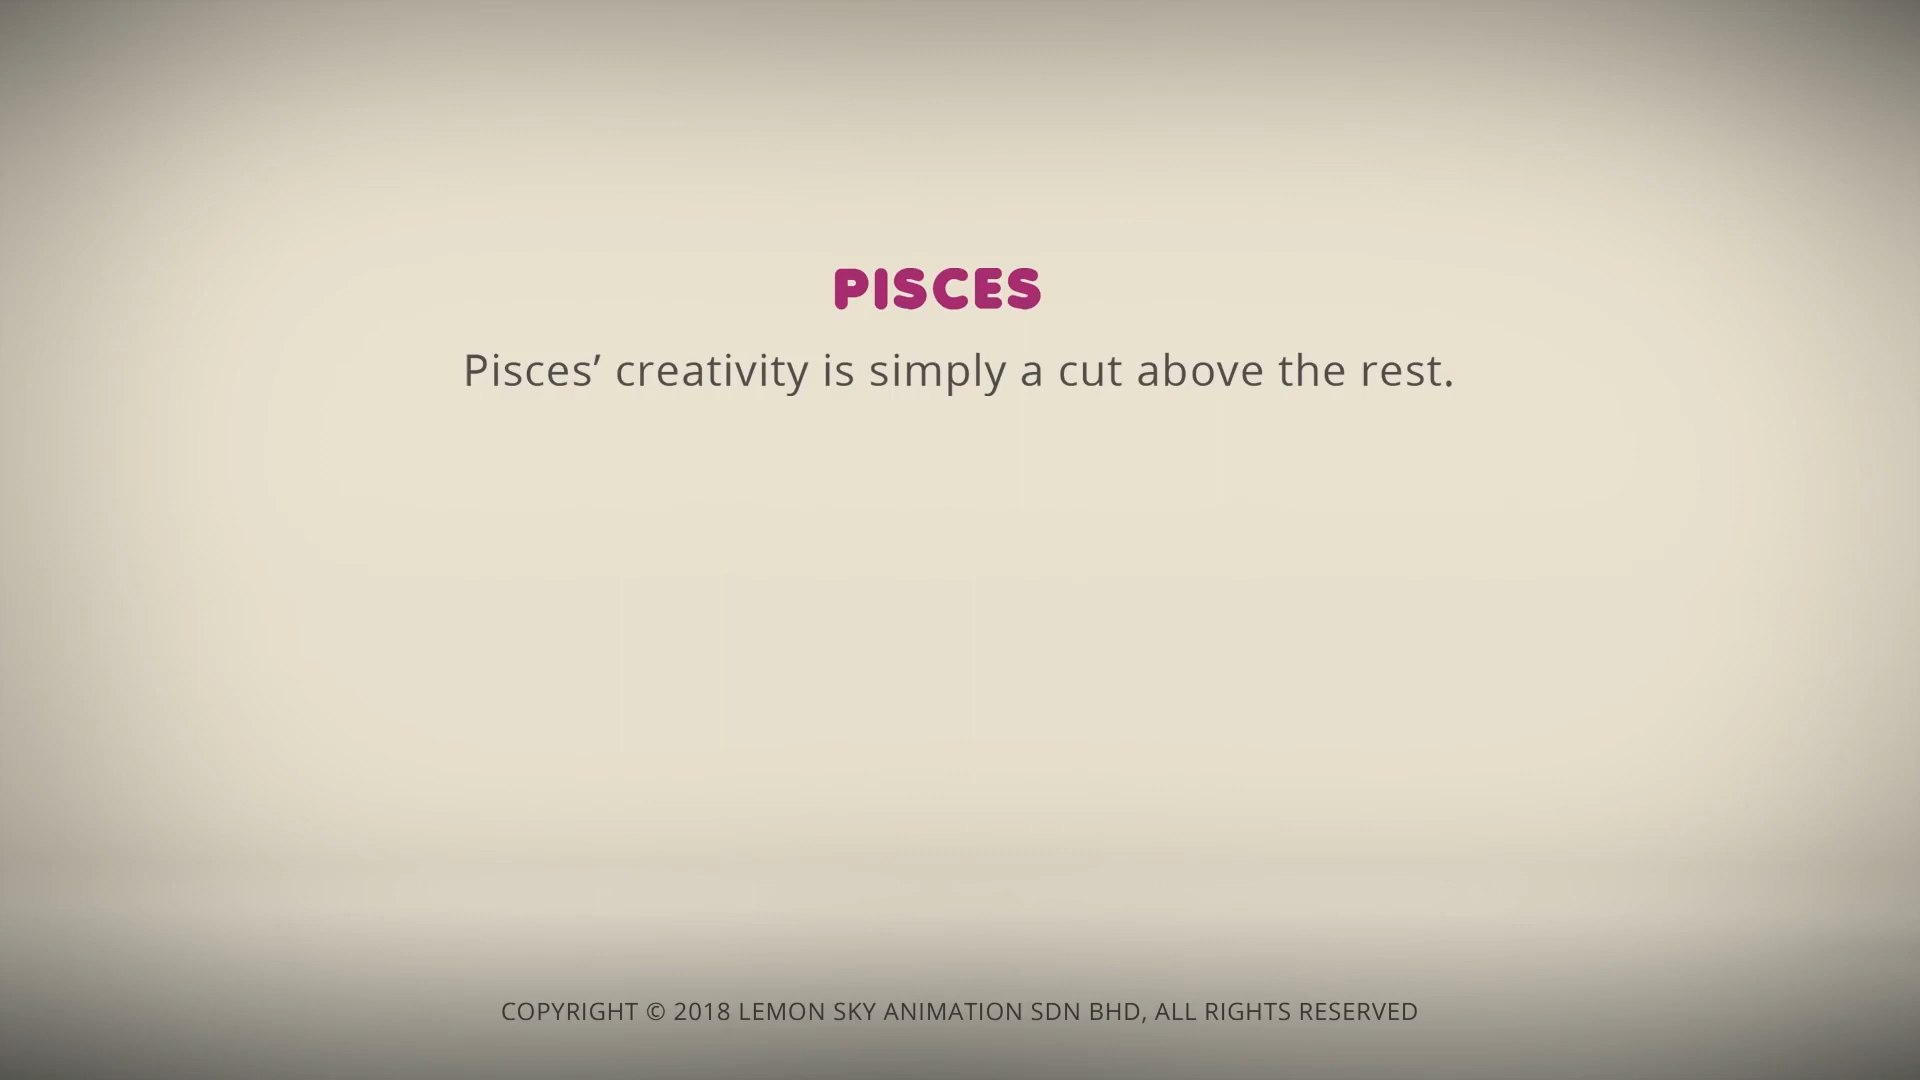 PISCES
Pisces’ creativity is simply a cut above the rest.
COPYRIGHT © 2018 LEMON SKY ANIMATION SDN BHD, ALL RIGHTS RESERVED